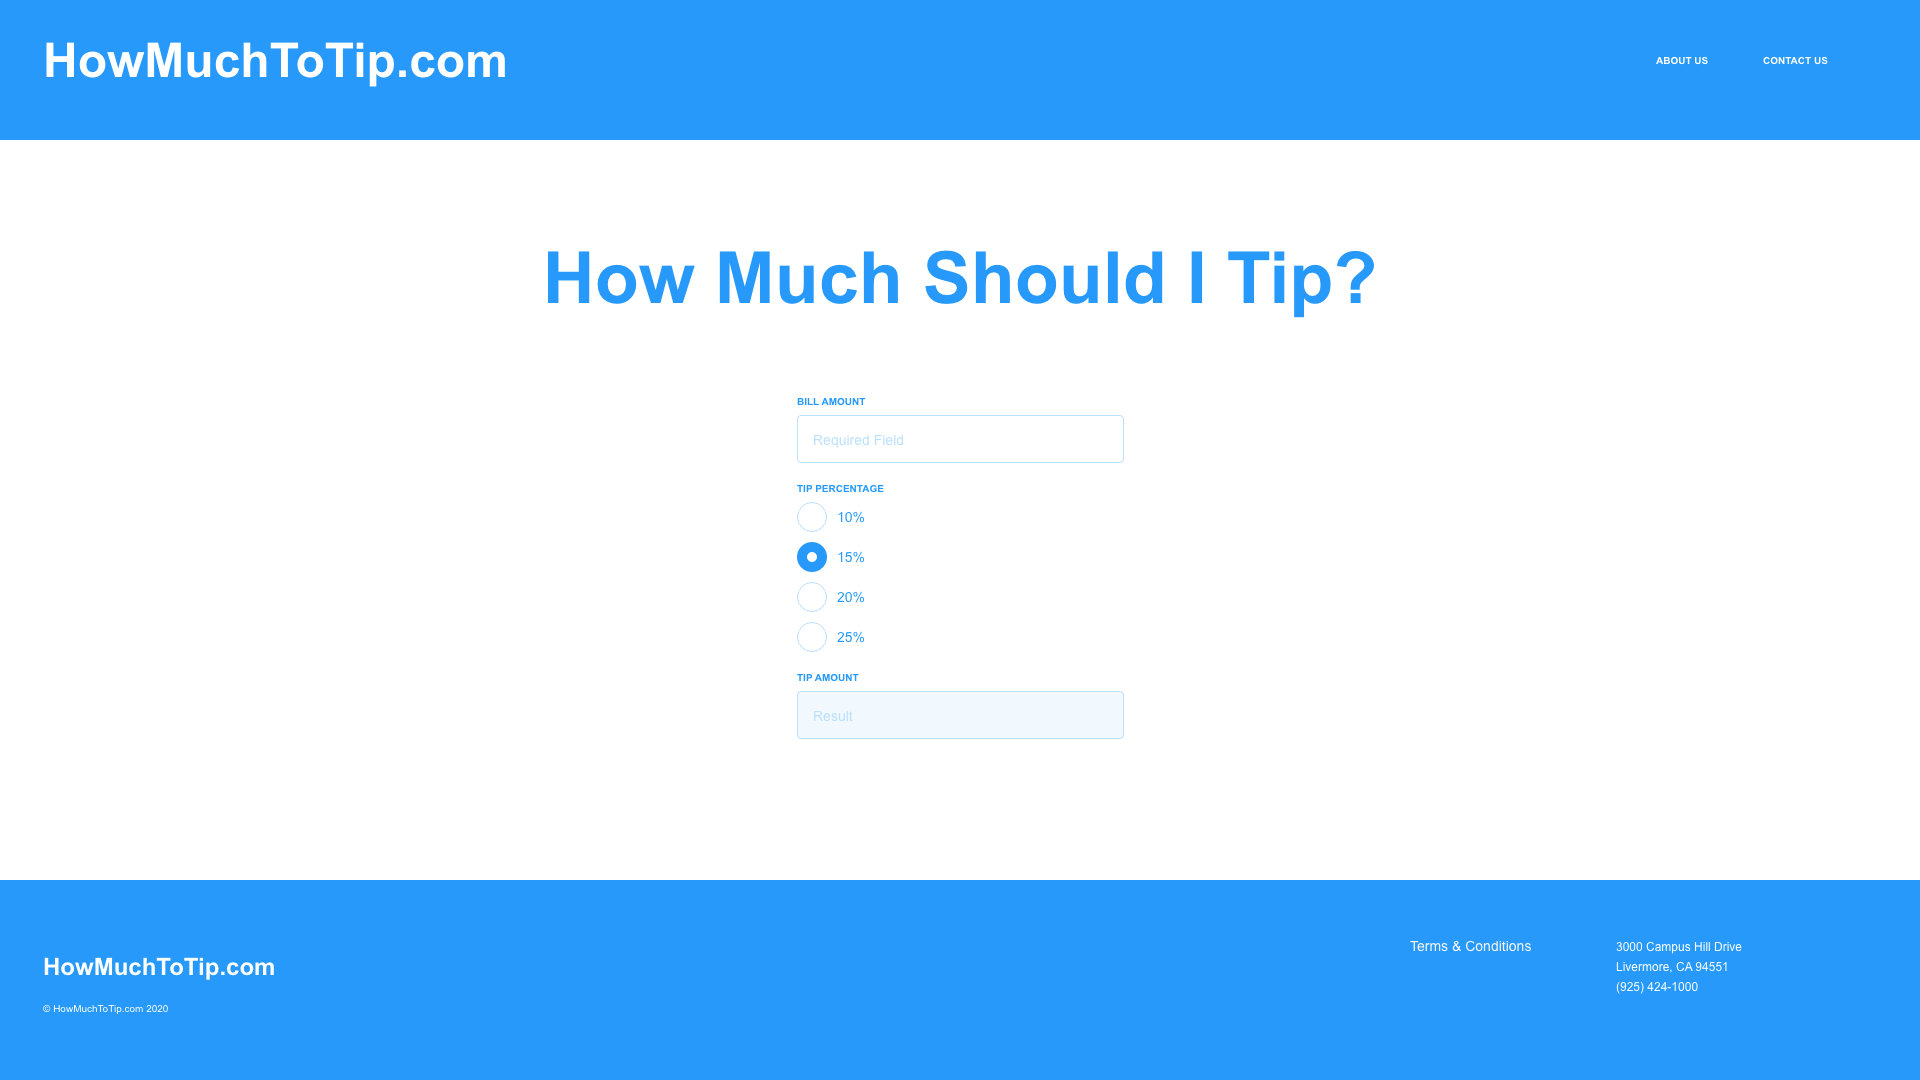 HowMuchToTip.com
ABOUT US
CONTACT US
How Much Should I Tip?
BILL AMOUNT
Required Field
TIP PERCENTAGE
10%
15%
20%
25%
TIP AMOUNT
Result
HowMuchToTip.com
© HowMuchToTip.com 2020
Terms & Conditions
3000 Campus Hill Drive
Livermore, CA 94551
(925) 424-1000